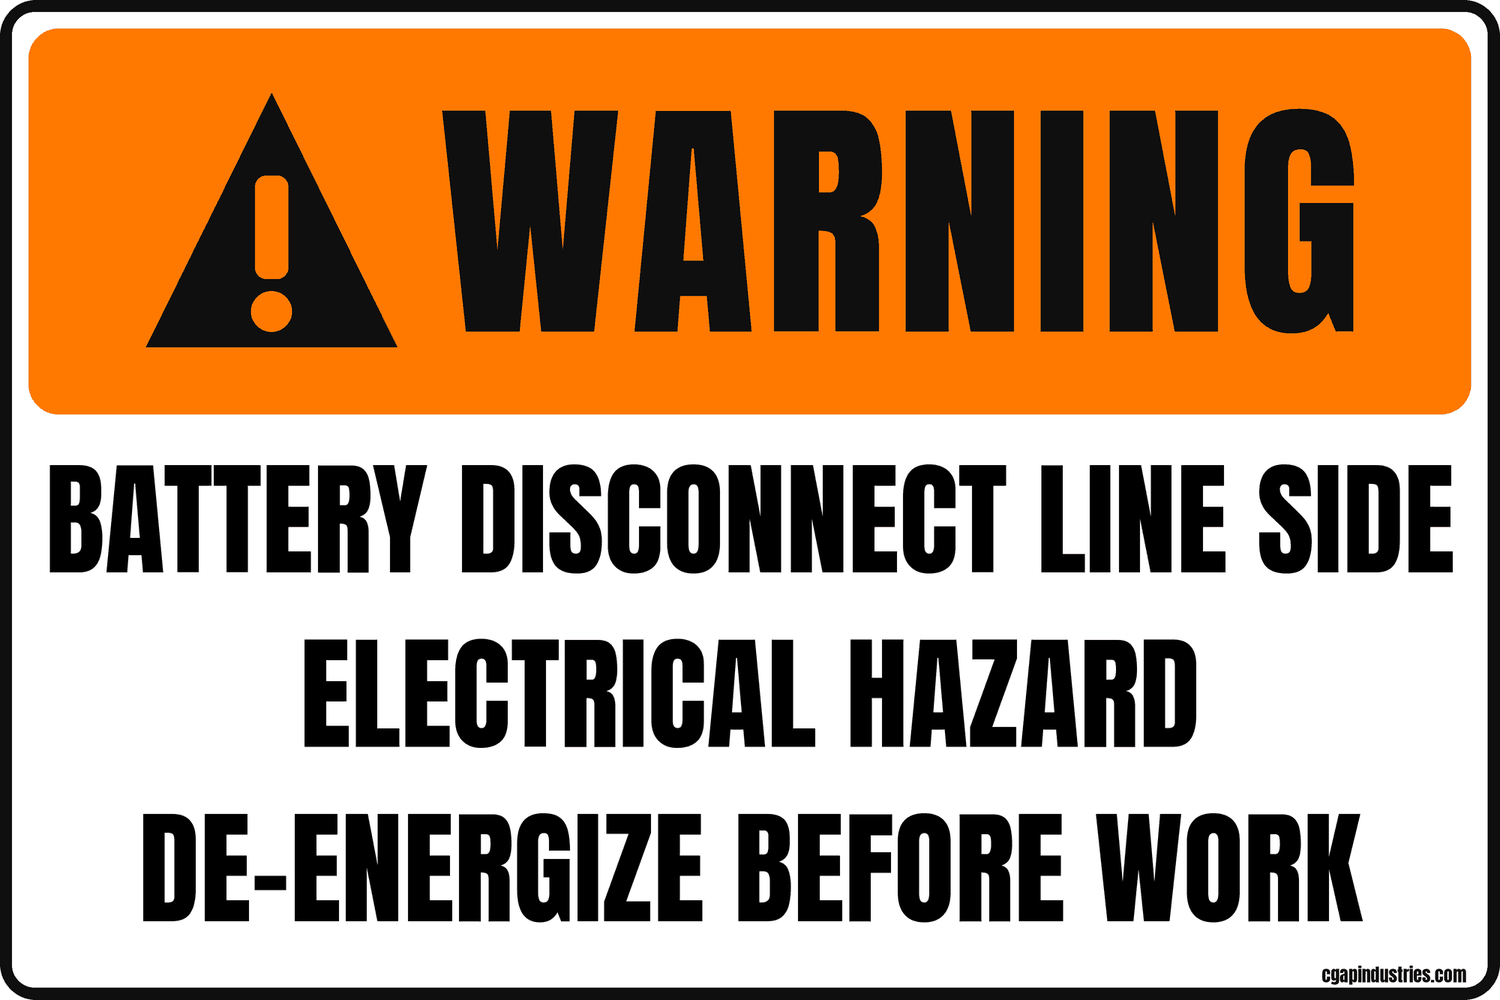 WARNING
BATTERY DISCONNECT LINE SIDE
ELECTRICAL HAZARD
DE-ENERGIZE BEFORE WORK
cgapindustries.com